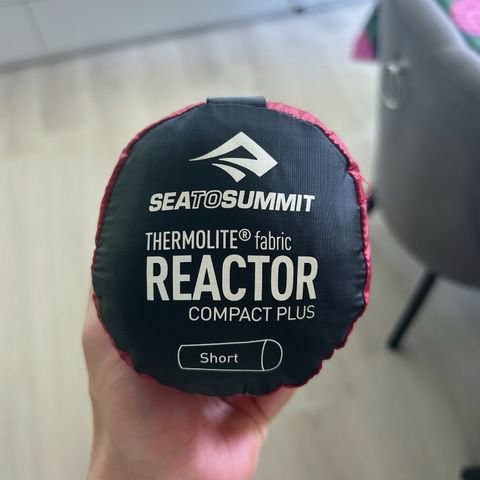 SEATOSUMMIT
THERMOLITE® fabric
REACTOR
COMPACT PLUS
Short